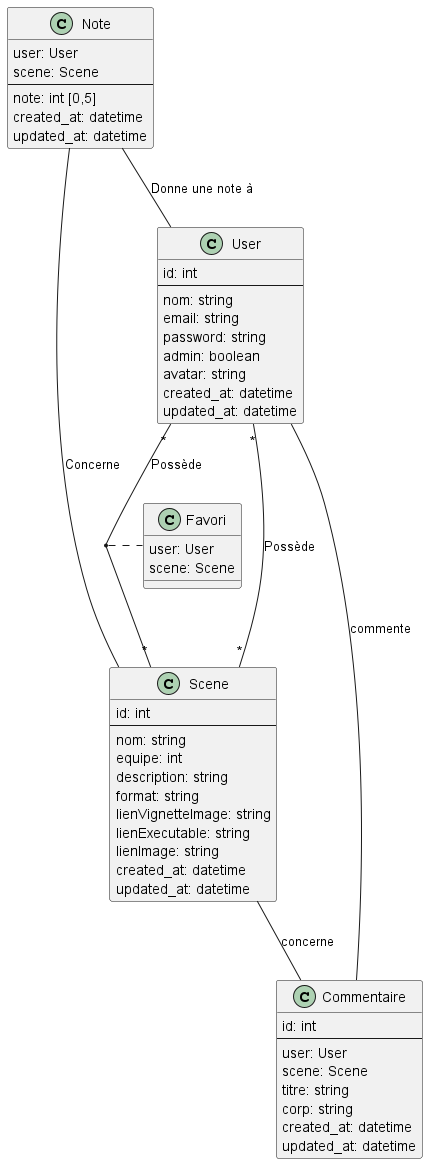 C Note
user: User
scene: Scene
note: int [0,5]
created_at: datetime
updated_at: datetime
Donne une note à
C User
id: int
nom: string
email: string
password: string
admin: boolean
avatar: string
created_at: datetime
updated_at: datetime
* *
Concerne Possède
C Favori
user: User
scene: Scene
Possède
commente
* *
C Scene
id: int
nom: string
equipe: int
description: string
format: string
lienVignetteImage: string
lienExecutable: string
lienImage: string
created_at: datetime
updated_at: datetime
concerne
C Commentaire
id: int
user: User
scene: Scene
titre: string
corp: string
created_at: datetime
updated_at: datetime